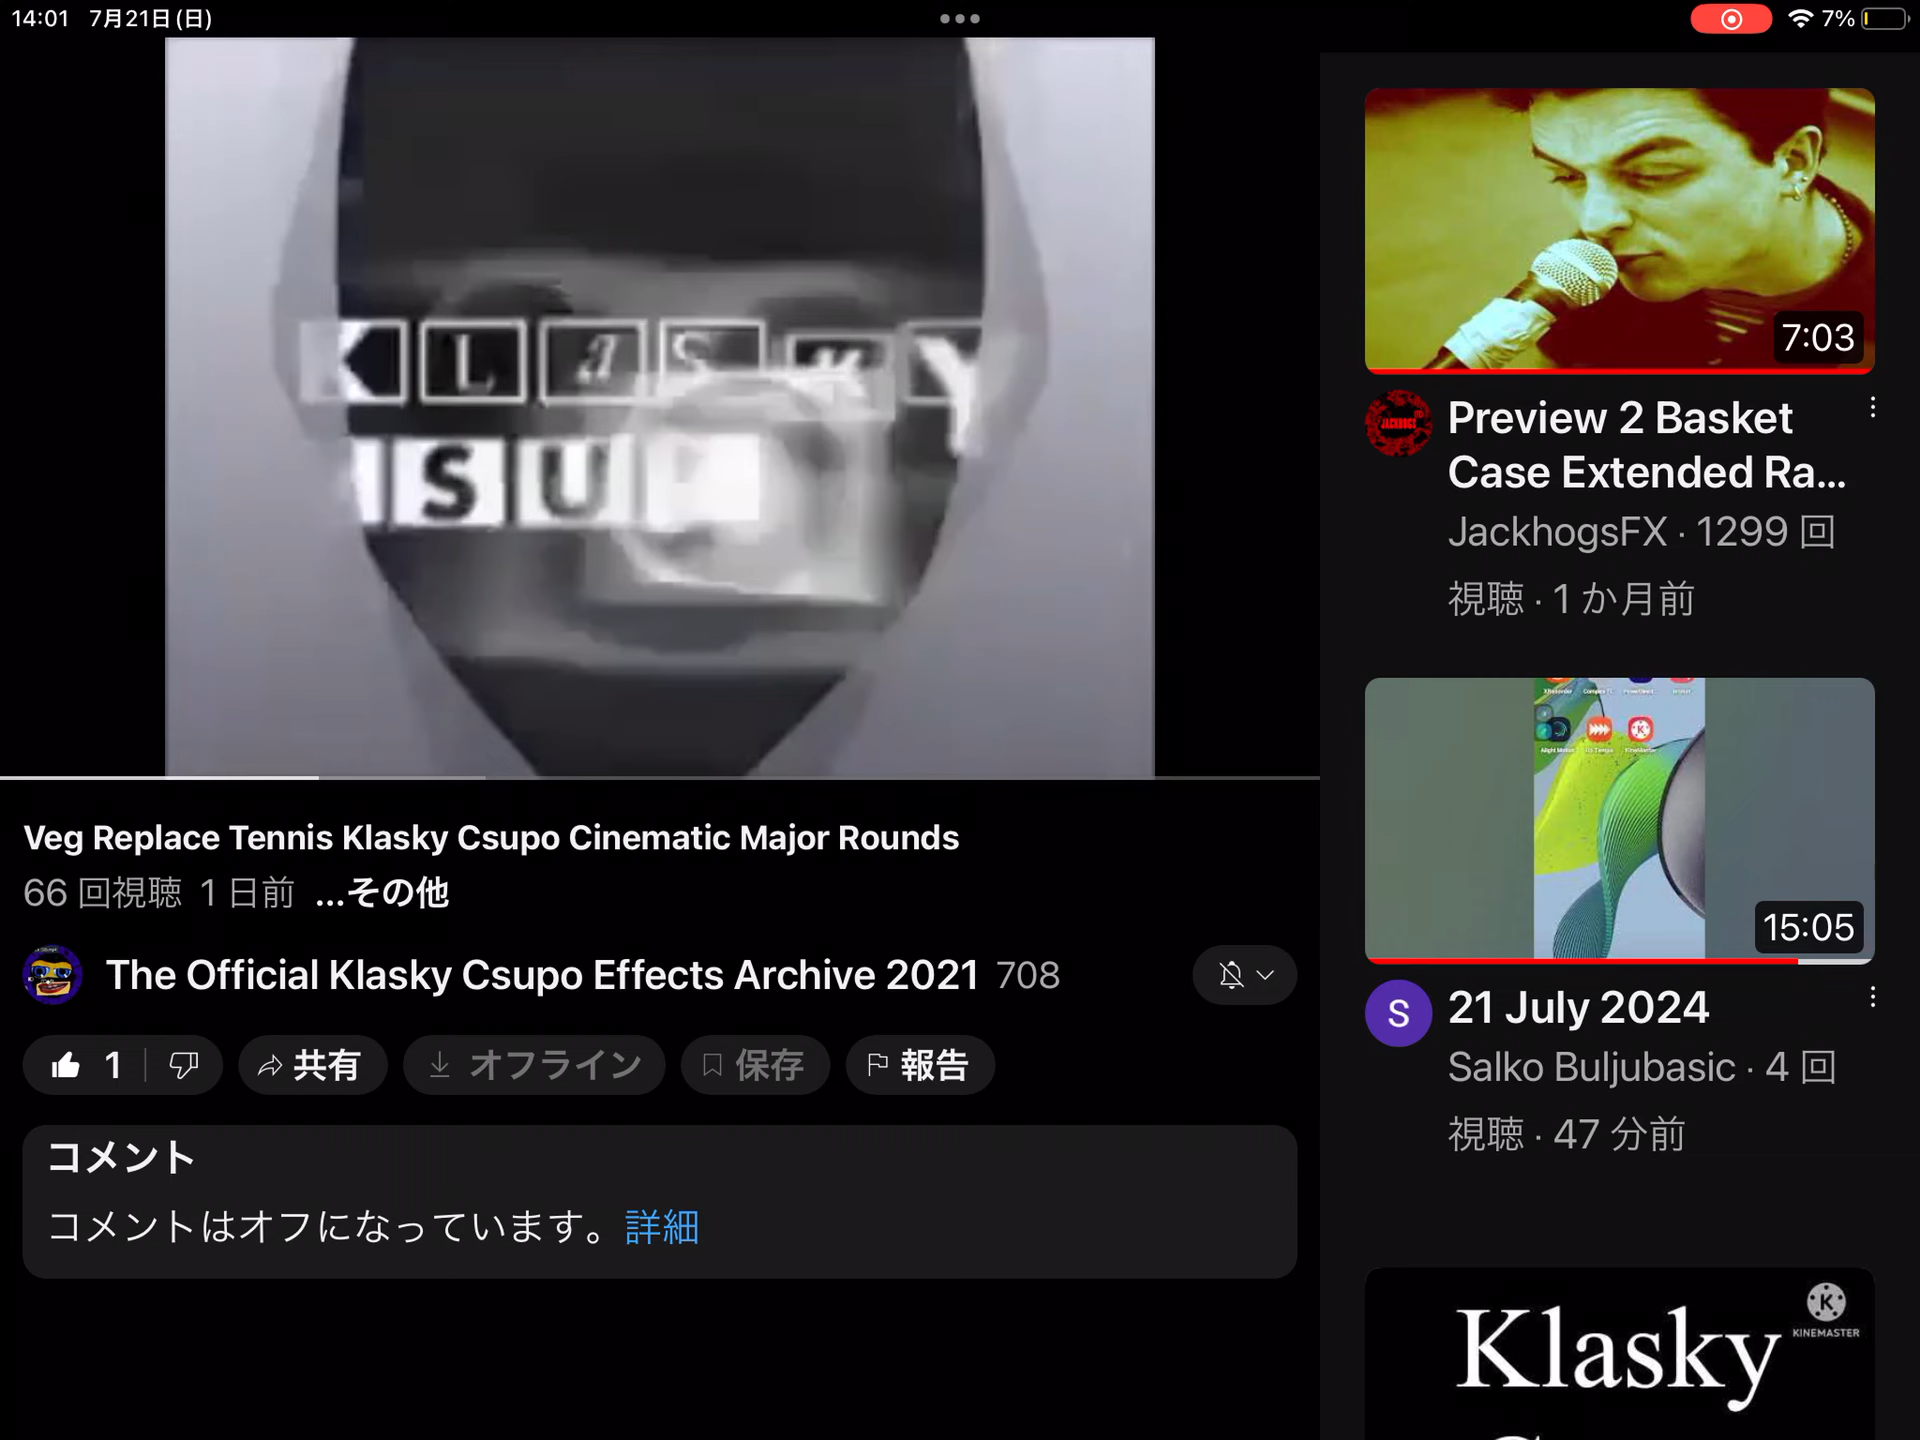 14:01 7月21日(日)
7%
K L a S K Y
S U
Veg Replace Tennis Klasky Csupo Cinematic Major Rounds
66 回視聴 1 日前 ...その他
The Official Klasky Csupo Effects Archive 2021 708
1
共有
オフライン
保存
報告
コメント
コメントはオフになっています。詳細
7:03
JACKHOGS
Preview 2 Basket
Case Extended Ra...
JackhogsFX · 1299 回
視聴 · 1 か月前
15:05
S
21 July 2024
Salko Buljubasic · 4 回
視聴 · 47 分前
Klasky
K
KINEMASTER